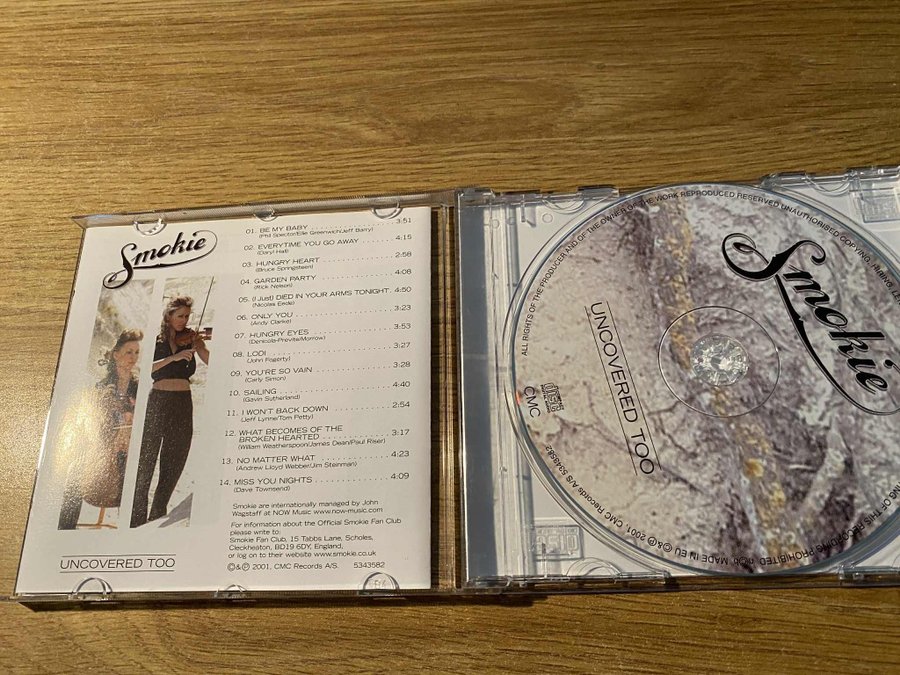 Smokie
01. BE MY BABY . . . . . . . . . . . . . . . 3:51
(Phil Spector/Ellie Greenwich/Jeff Barry)
02. EVERYTIME YOU GO AWAY . . . . . . . . 4:15
(Daryl Hall)
03. HUNGRY HEART . . . . . . . . . . . . . . 2:58
(Bruce Springsteen)
04. GARDEN PARTY . . . . . . . . . . . . . . 4:08
(Rick Nelson)
05. (I Just) DIED IN YOUR ARMS TONIGHT. 4:50
(Nicolas Eede)
06. ONLY YOU . . . . . . . . . . . . . . . . 3:23
(Andy Clarke)
07. HUNGRY EYES . . . . . . . . . . . . . . 3:53
(Denicola-Provite/Morrow)
08. LODI . . . . . . . . . . . . . . . . . . 3:27
(John Fogerty)
09. YOU'RE SO VAIN . . . . . . . . . . . . . 3:28
(Carly Simon)
10. SAILING . . . . . . . . . . . . . . . . . 4:40
(Gavin Sutherland)
11. I WON'T BACK DOWN . . . . . . . . . . . 2:54
(Jeff Lynne/Tom Petty)
12. WHAT BECOMES OF THE
BROKEN HEARTED . . . . . . . . . . . . . 3:17
(William Weatherspoon/James Dean/Paul Riser)
13. NO MATTER WHAT . . . . . . . . . . . . 4:23
(Andrew Lloyd Webber/Jim Steinman)
14. MISS YOU NIGHTS . . . . . . . . . . . . 4:09
(Dave Townsend)
Smokie are internationally managed by John
Wagstaff at NOW Music www.now-music.com
For information about the Official Smokie Fan Club
please write to:
Smokie Fan Club, 15 Tabbs Lane, Scholes,
Cleckheaton, BD19 6DY, England,
or log on to their website www.smokie.co.uk
©&℗ 2001, CMC Records A/S. 5343582
UNCOVERED TOO
Smokie
UNCOVERED TOO
COMPACT disc
CMC
ALL RIGHTS OF THE PRODUCER AND OF THE OWNER OF THE WORK REPRODUCED RESERVED UNAUTHORISED COPYING, HIRING,
OF THIS RECORDING PROHIBITED. n©b MADE IN EU ©&℗ 2001, CMC Records A/S 5343582